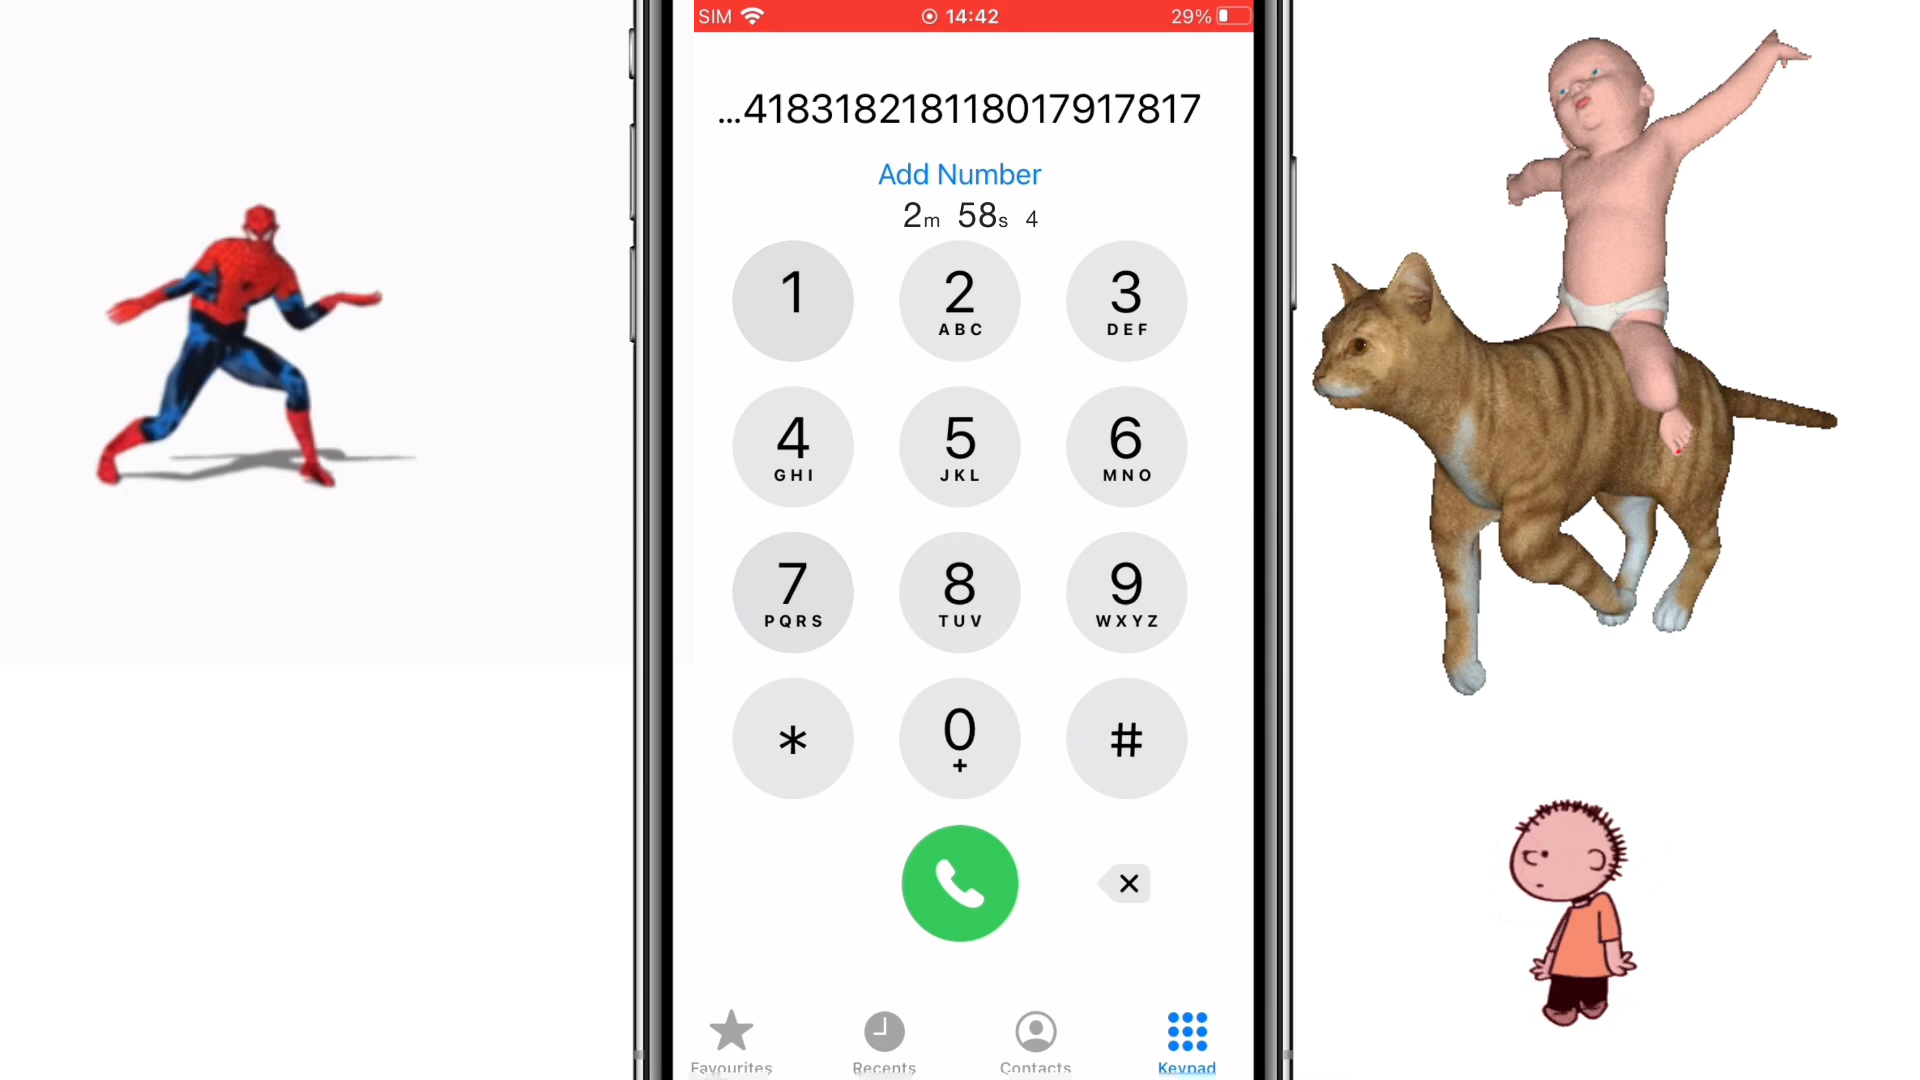 SIM 14:42 29%
...418318218118017917817
Add Number
2m 58s 4
1 2 3
ABC DEF
4 5 6
GHI JKL MNO
7 8 9
PQRS TUV WXYZ
* 0 #
+
Favourites Recents Contacts Keypad